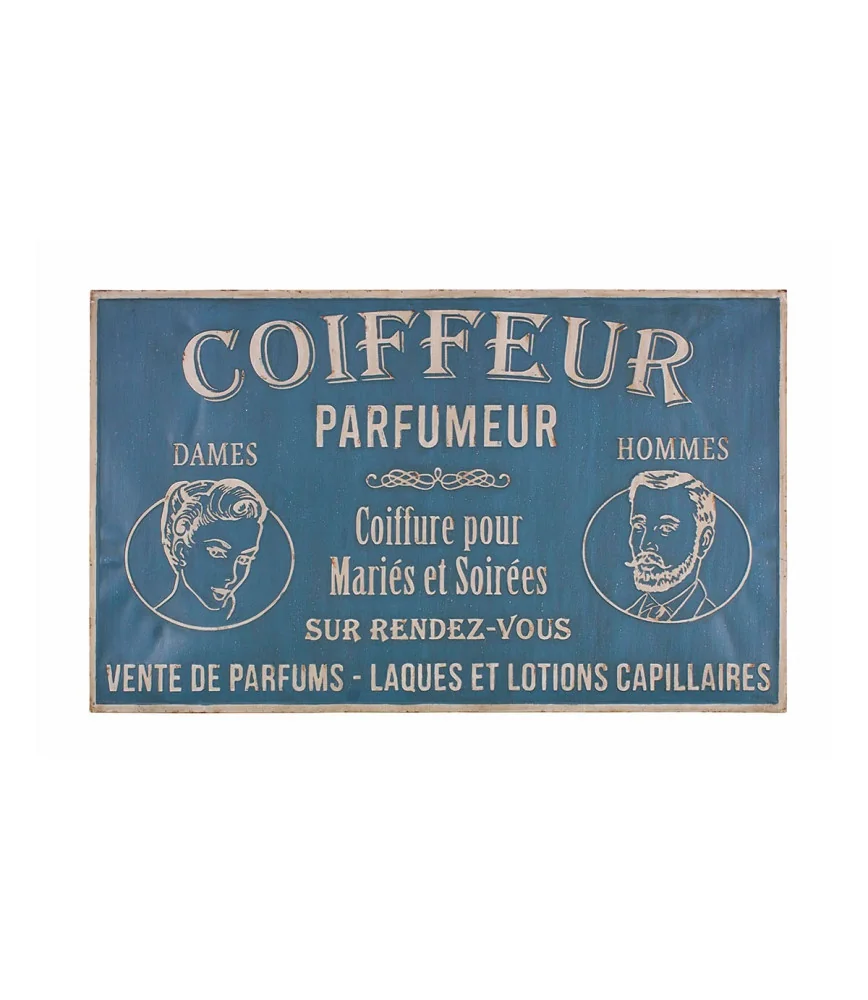 COIFFEUR
PARFUMEUR
DAMES
HOMMES
Coiffure pour
Mariés et Soirées
SUR RENDEZ-VOUS
VENTE DE PARFUMS - LAQUES ET LOTIONS CAPILLAIRES